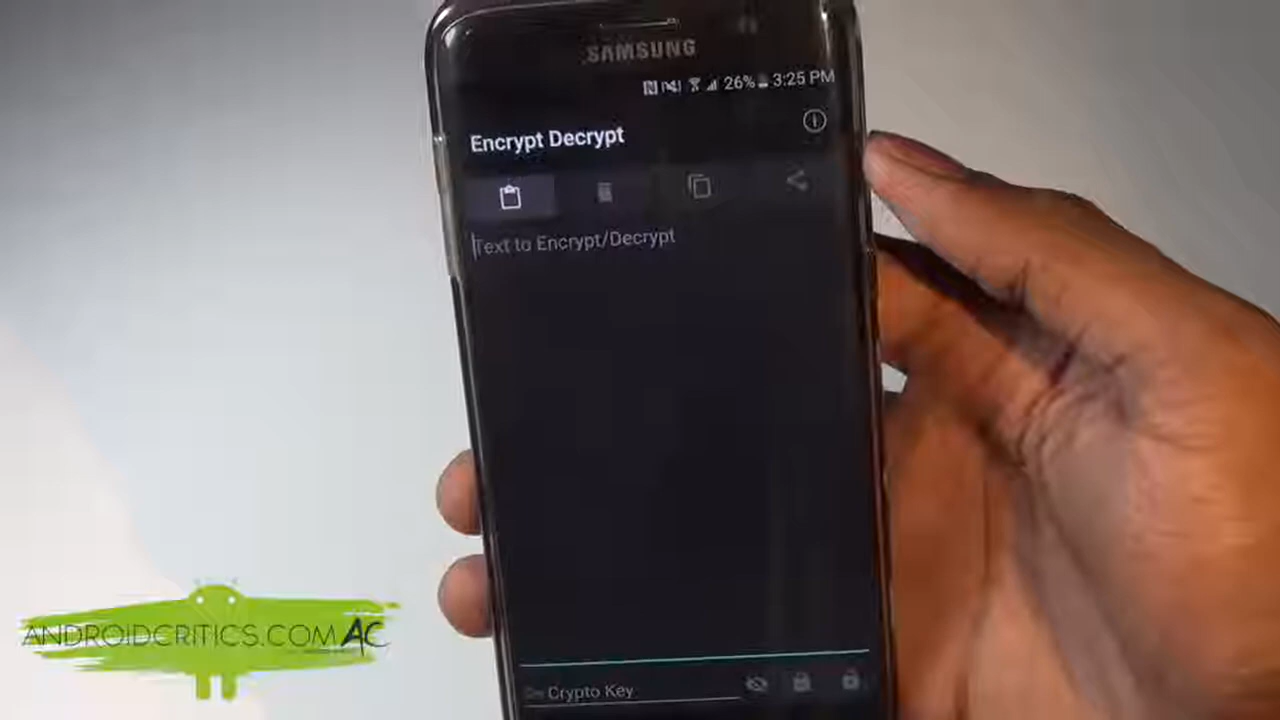 SAMSUNG
26% 3:25 PM
Encrypt Decrypt
Text to Encrypt/Decrypt
ANDROIDCRITICS.COM AC
Crypto Key